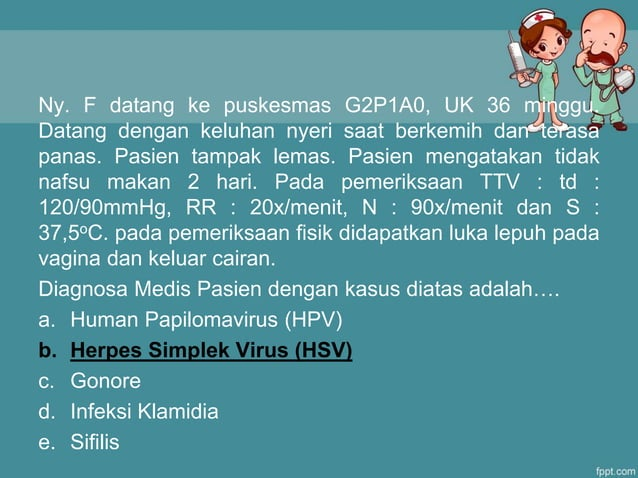 Ny. F datang ke puskesmas G2P1A0, UK 36 minggu.
Datang dengan keluhan nyeri saat berkemih dan terasa
panas. Pasien tampak lemas. Pasien mengatakan tidak
nafsu makan 2 hari. Pada pemeriksaan TTV : td :
120/90mmHg, RR : 20x/menit, N : 90x/menit dan S :
37,5ºC. pada pemeriksaan fisik didapatkan luka lepuh pada
vagina dan keluar cairan.
Diagnosa Medis Pasien dengan kasus diatas adalah….
a. Human Papilomavirus (HPV)
b. Herpes Simplek Virus (HSV)
c. Gonore
d. Infeksi Klamidia
e. Sifilis
fppt.com